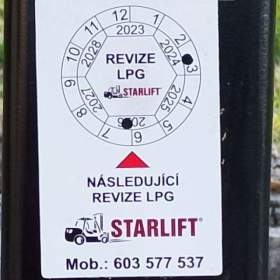 12 1 2 3 4 5 6 7 8 9 10 11
2023 2024 2025 2026 2027 2028
REVIZE
LPG
STARLIFT
NÁSLEDUJÍCÍ
REVIZE LPG
STARLIFT®
Mob.: 603 577 537